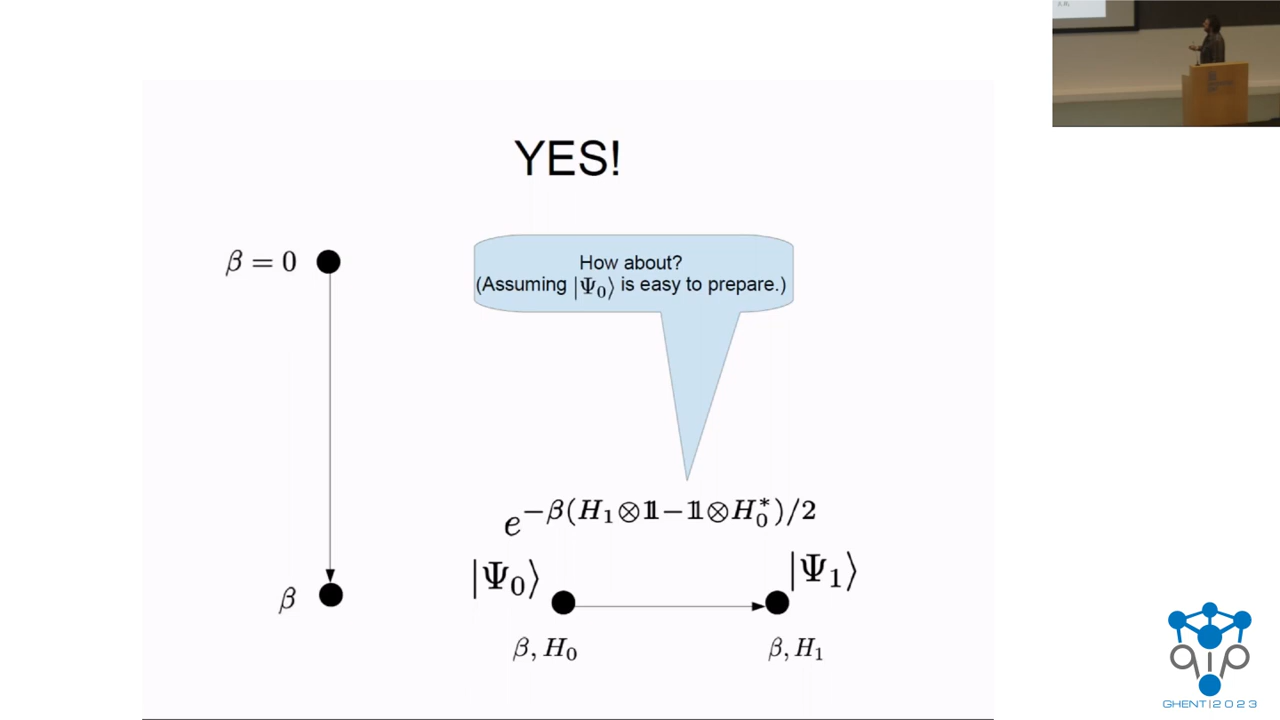 YES!
β = 0
How about?
(Assuming |Ψ₀⟩ is easy to prepare.)
e^{−β(H₁⊗𝟙−𝟙⊗H₀*)/2}
|Ψ₀⟩
|Ψ₁⟩
β
β, H₀
β, H₁
qip
GHENT|2023